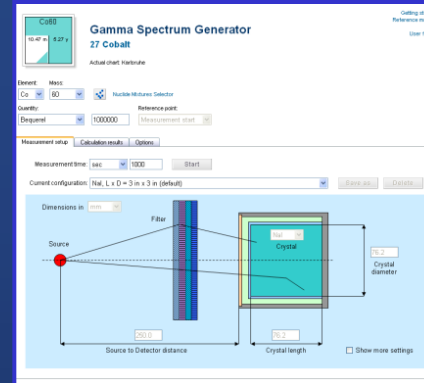 Co60
10.47 m 5.27 y
Gamma Spectrum Generator
27 Cobalt
Actual chart: Karlsruhe
Element: Mass:
Co 60 Nuclide Mixtures Selector
Quantity: Reference point:
Bequerel 1000000 Measurement start
Measurement setup Calculation results Options
Measurement time: sec 1800 Start
Current configuration: NaI, L x D = 3 in x 3 in (default) Save as Delete
Dimensions in mm
Filter
Source
NaI
Crystal
76.2
Crystal
diameter
250.0 76.2
Source to Detector distance Crystal length Show more settings